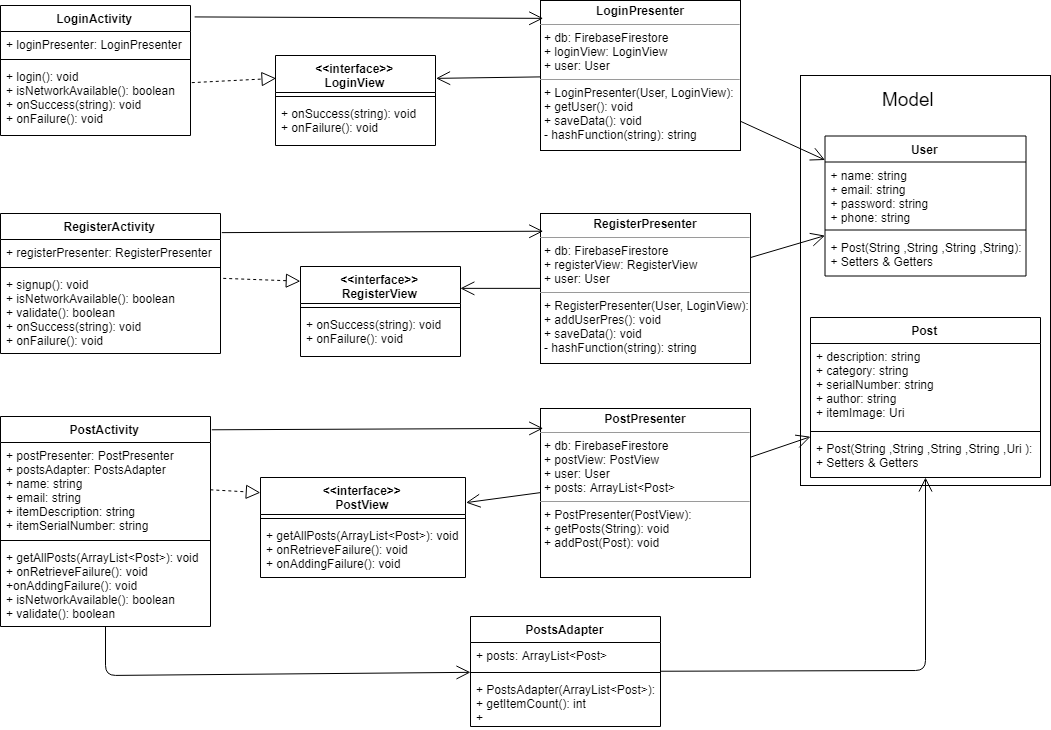 LoginActivity
+ loginPresenter: LoginPresenter
+ login(): void
+ isNetworkAvailable(): boolean
+ onSuccess(string): void
+ onFailure(): void
<<interface>>
LoginView
+ onSuccess(string): void
+ onFailure(): void
LoginPresenter
+ db: FirebaseFirestore
+ loginView: LoginView
+ user: User
+ LoginPresenter(User, LoginView):
+ getUser(): void
+ saveData(): void
- hashFunction(string): string
Model
User
+ name: string
+ email: string
+ password: string
+ phone: string
+ Post(String ,String ,String ,String):
+ Setters & Getters
RegisterActivity
+ registerPresenter: RegisterPresenter
+ signup(): void
+ isNetworkAvailable(): boolean
+ validate(): boolean
+ onSuccess(string): void
+ onFailure(): void
<<interface>>
RegisterView
+ onSuccess(string): void
+ onFailure(): void
RegisterPresenter
+ db: FirebaseFirestore
+ registerView: RegisterView
+ user: User
+ RegisterPresenter(User, LoginView):
+ addUserPres(): void
+ saveData(): void
- hashFunction(string): string
Post
+ description: string
+ category: string
+ serialNumber: string
+ author: string
+ itemImage: Uri
+ Post(String ,String ,String ,String ,Uri ):
+ Setters & Getters
PostActivity
+ postPresenter: PostPresenter
+ postsAdapter: PostsAdapter
+ name: string
+ email: string
+ itemDescription: string
+ itemSerialNumber: string
+ getAllPosts(ArrayList<Post>): void
+ onRetrieveFailure(): void
+onAddingFailure(): void
+ isNetworkAvailable(): boolean
+ validate(): boolean
<<interface>>
PostView
+ getAllPosts(ArrayList<Post>): void
+ onRetrieveFailure(): void
+ onAddingFailure(): void
PostPresenter
+ db: FirebaseFirestore
+ postView: PostView
+ user: User
+ posts: ArrayList<Post>
+ PostPresenter(PostView):
+ getPosts(String): void
+ addPost(Post): void
PostsAdapter
+ posts: ArrayList<Post>
+ PostsAdapter(ArrayList<Post>):
+ getItemCount(): int
+